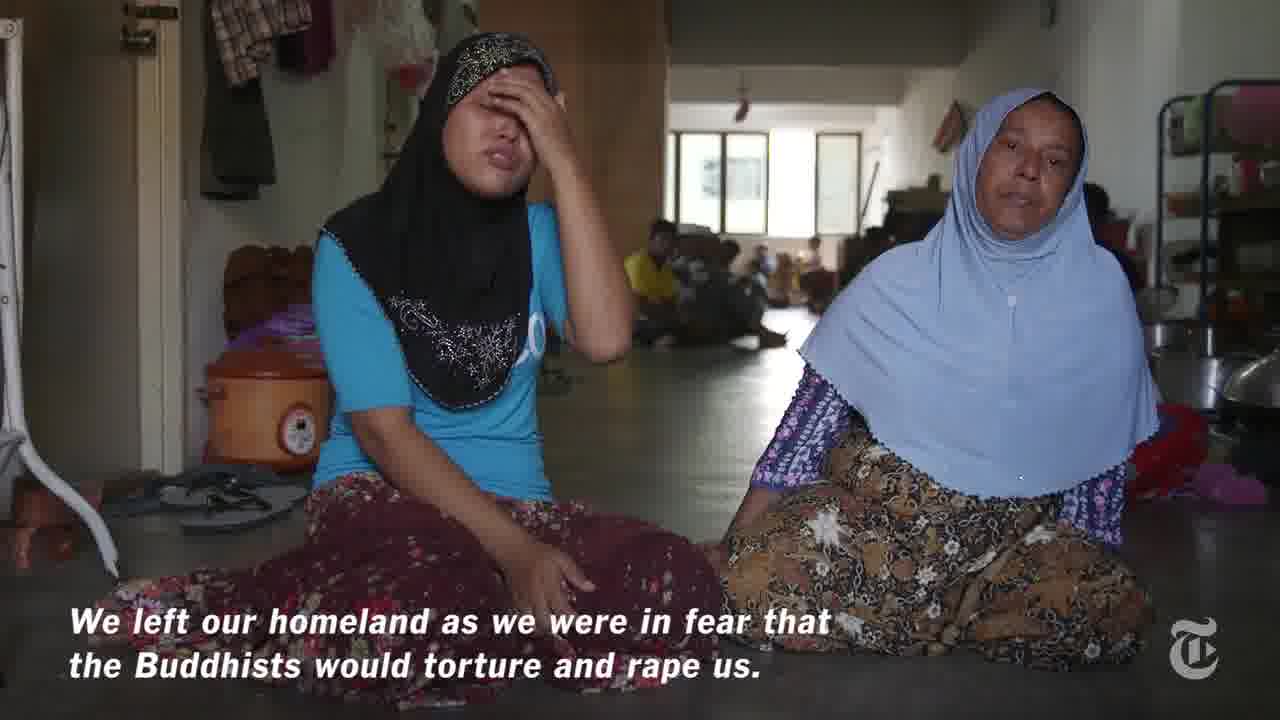 We left our homeland as we were in fear that
the Buddhists would torture and rape us.